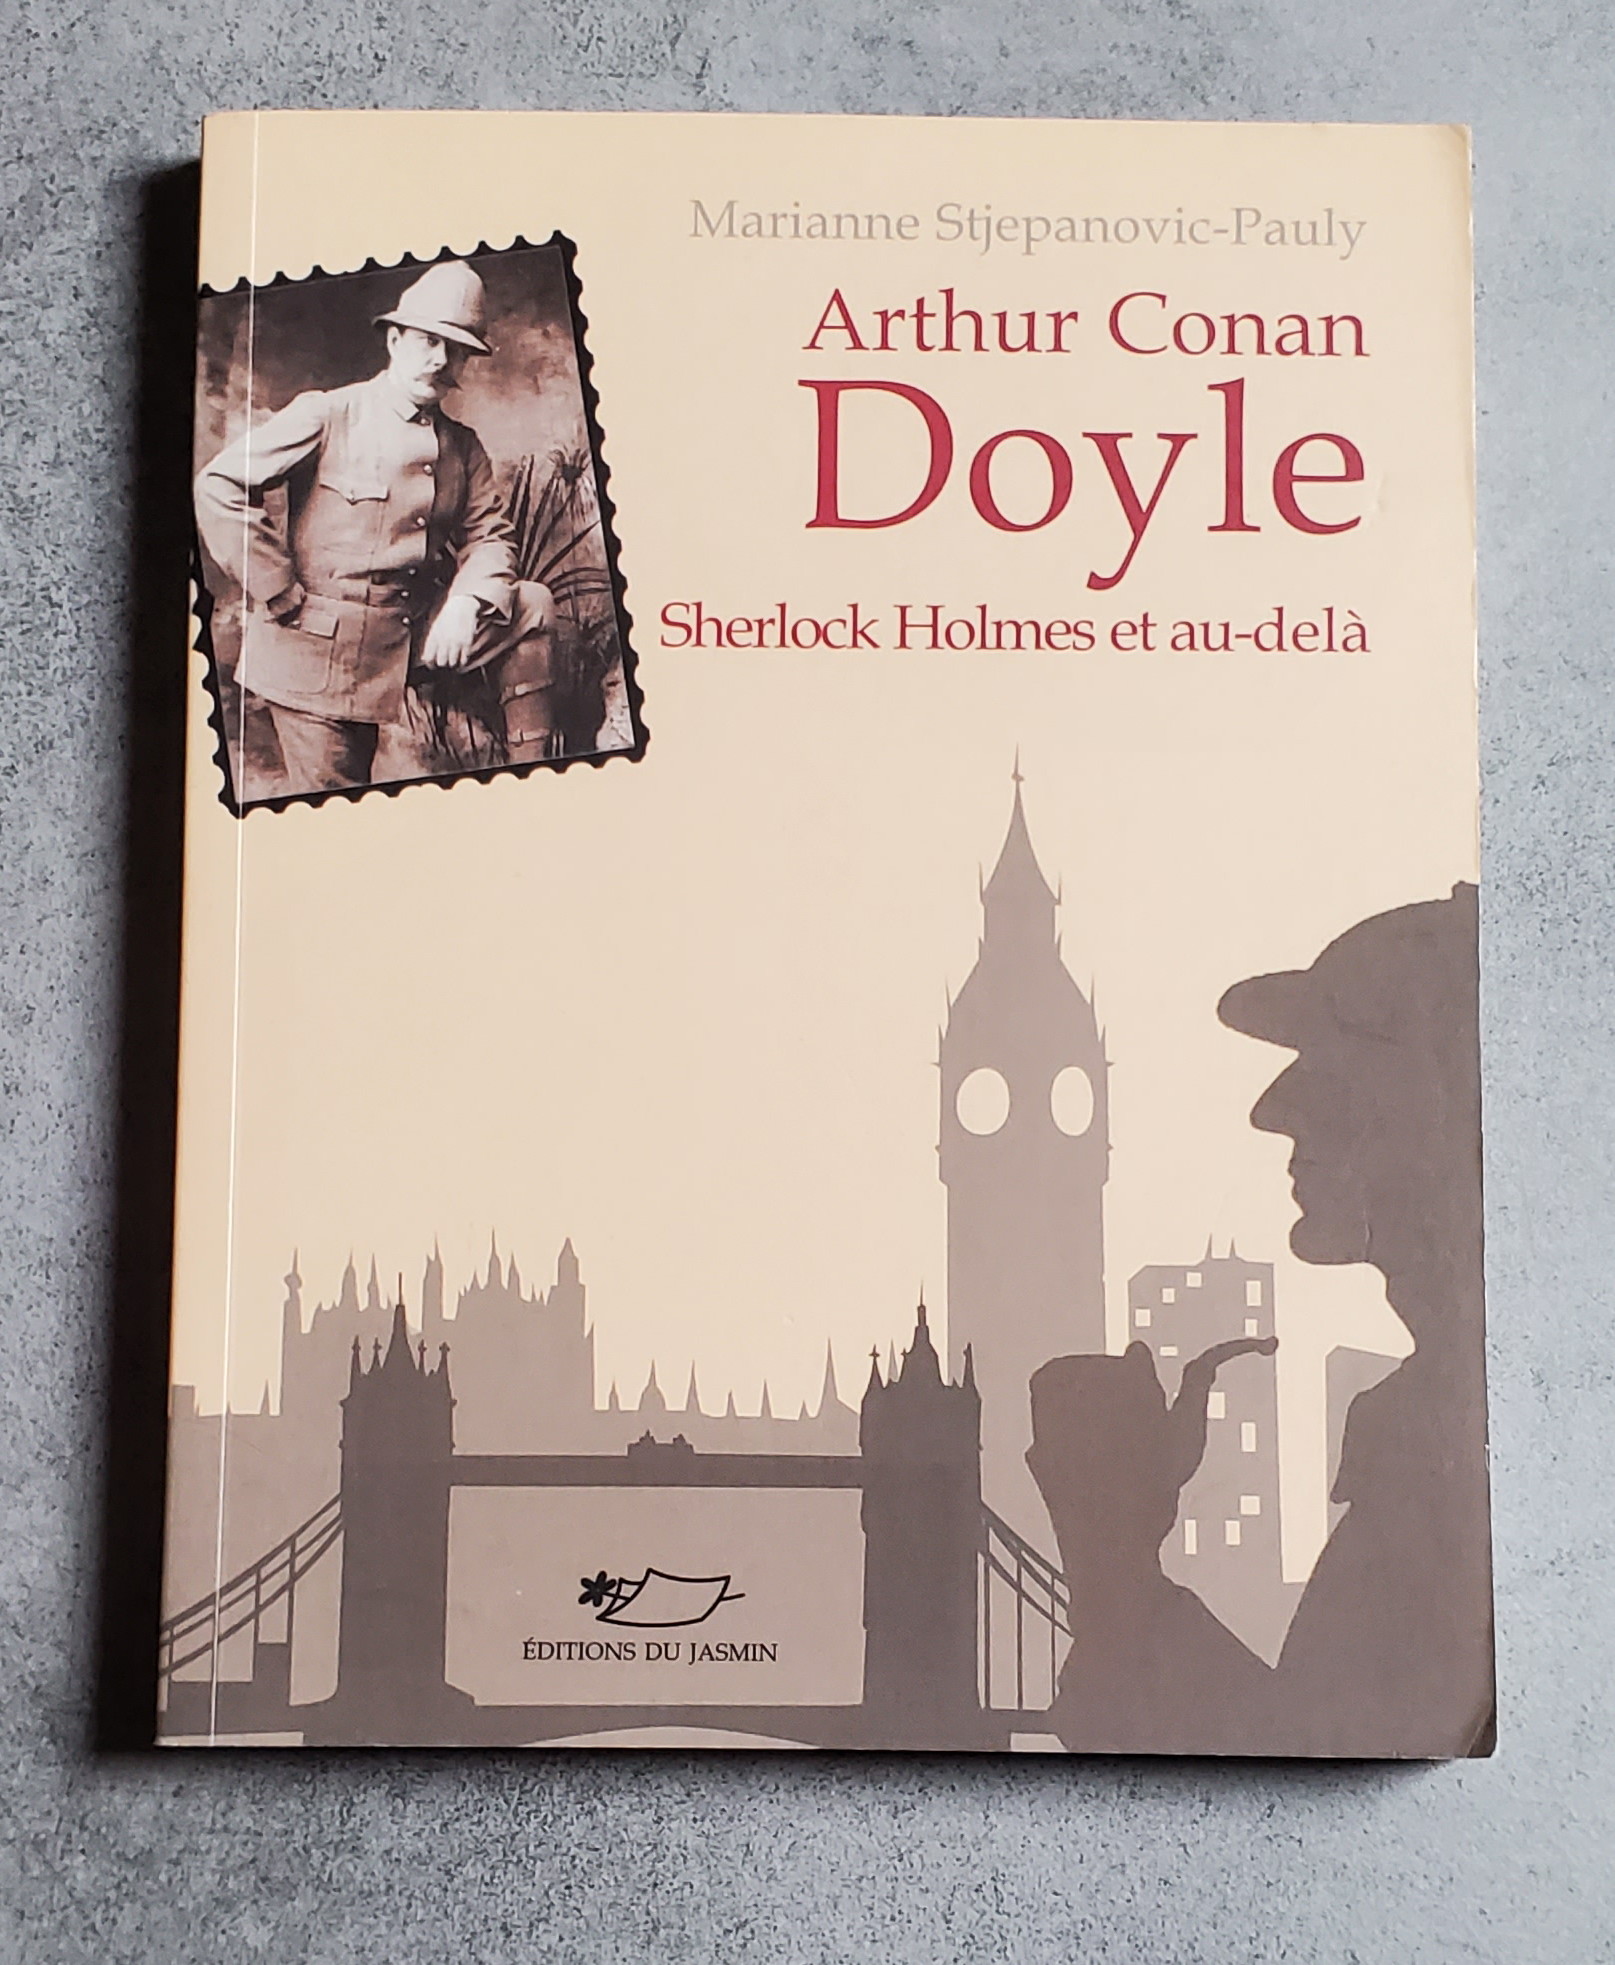 Marianne Stjepanovic-Pauly
Arthur Conan
Doyle
Sherlock Holmes et au-delà
ÉDITIONS DU JASMIN